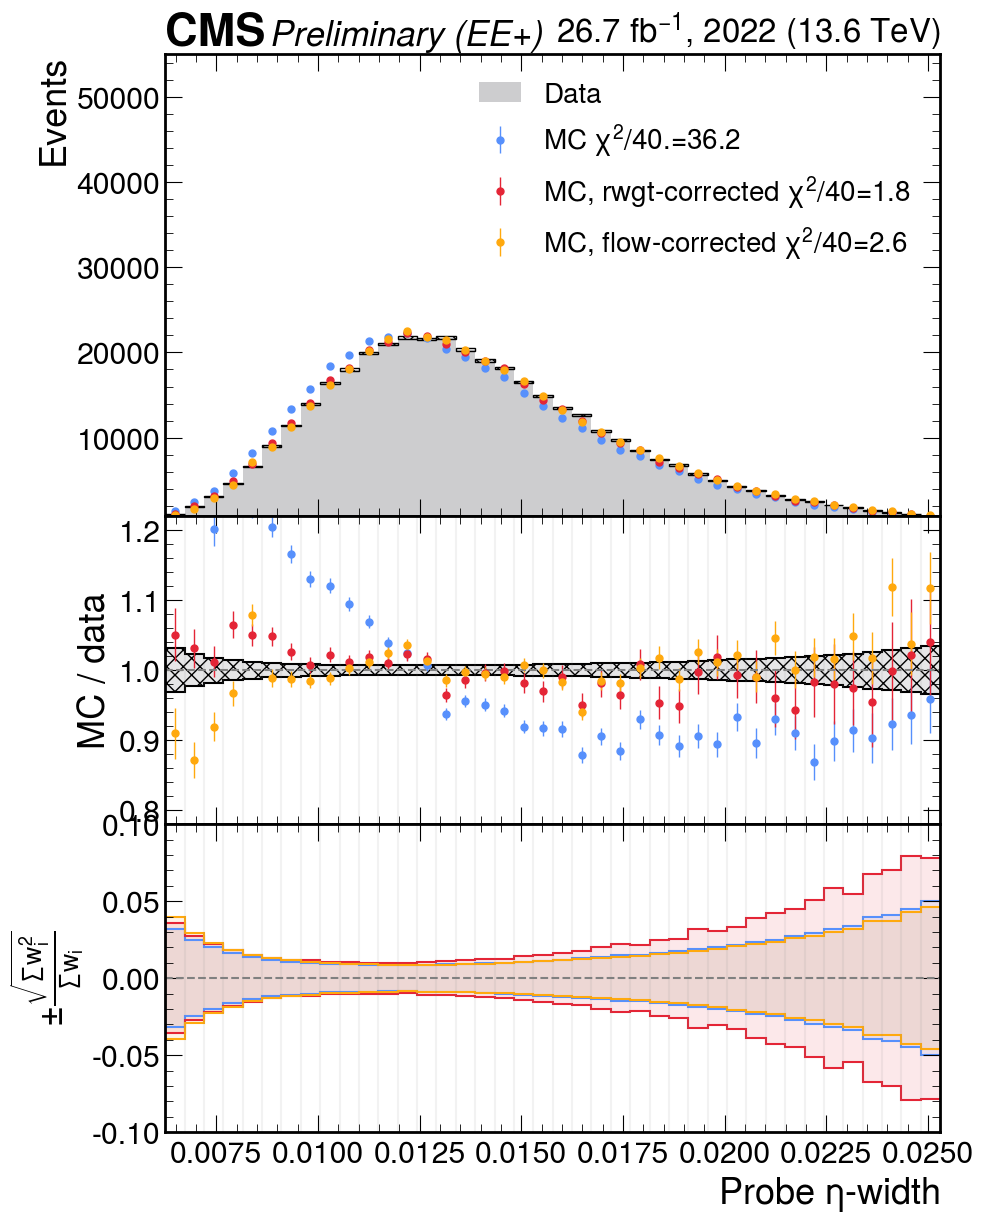 CMS Preliminary (EE+) 26.7 fb⁻¹, 2022 (13.6 TeV)
Events
50000
40000
30000
20000
10000
Data
MC χ²/40.=36.2
MC, rwgt-corrected χ²/40=1.8
MC, flow-corrected χ²/40=2.6
MC / data
1.2
1.1
1.0
0.9
0.8
±√Σwᵢ² / Σwᵢ
0.10
0.05
0.00
-0.05
-0.10
0.0075 0.0100 0.0125 0.0150 0.0175 0.0200 0.0225 0.0250
Probe η-width